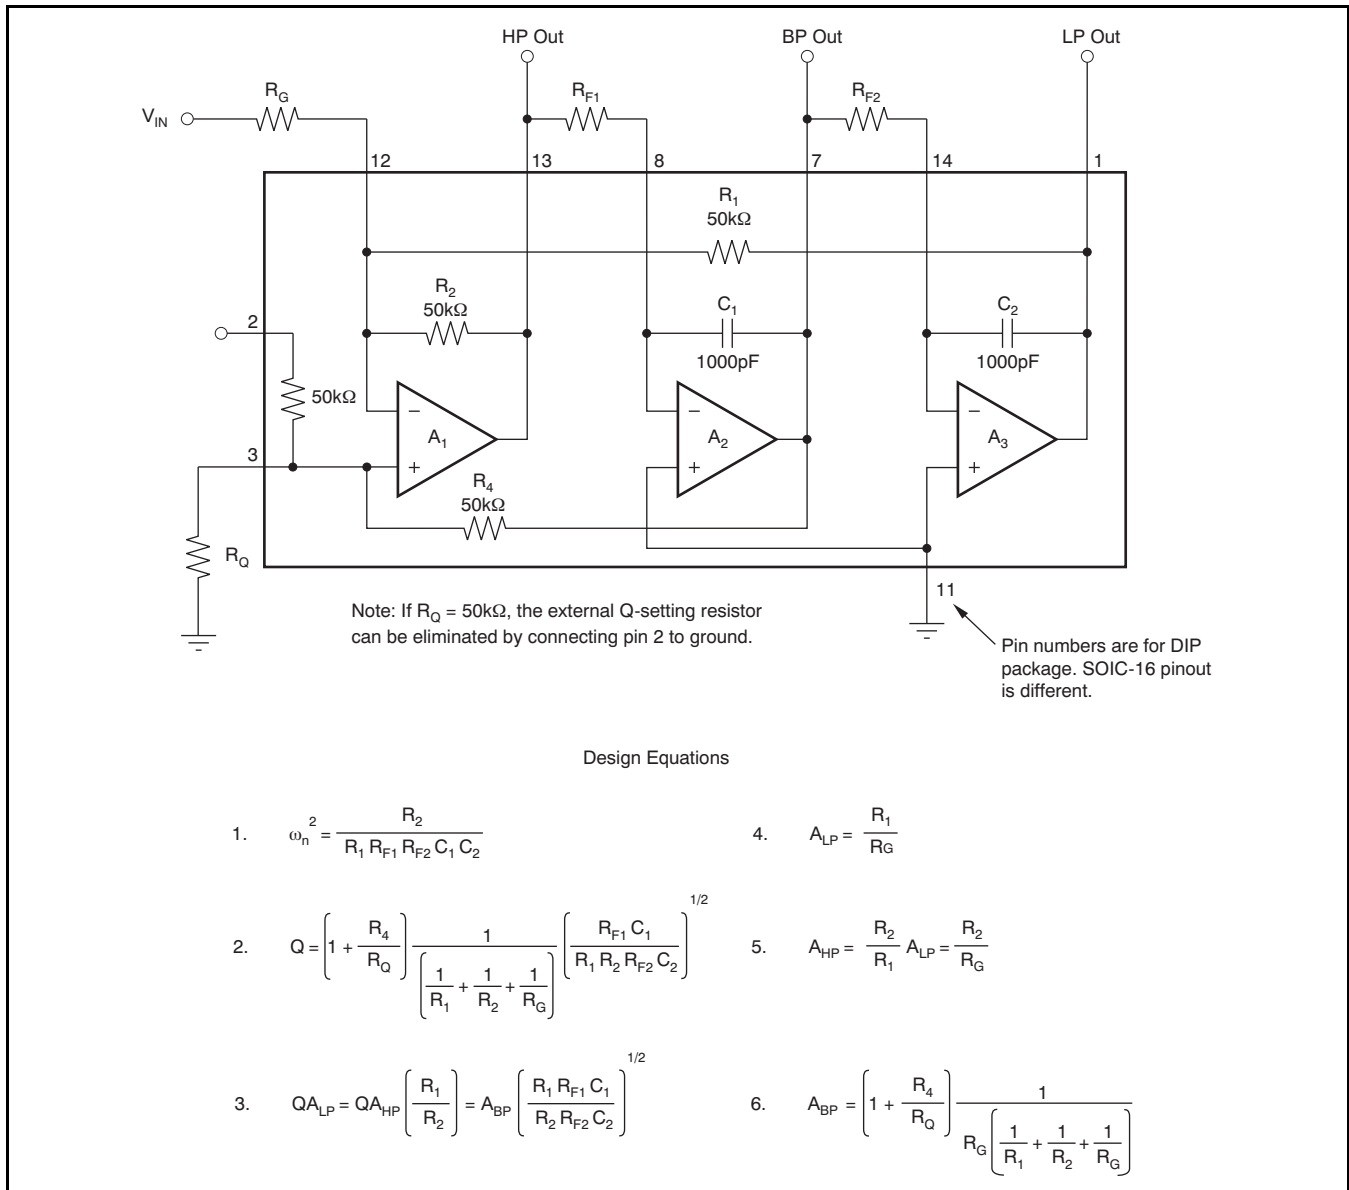 HP Out
BP Out
LP Out
V_IN
R_G
R_F1
R_F2
12
13
8
7
14
1
R_1
50kΩ
R_2
50kΩ
C_1
1000pF
C_2
1000pF
2
50kΩ
−
A_1
+
−
A_2
+
−
A_3
+
3
R_4
50kΩ
R_Q
11
Note: If R_Q = 50kΩ, the external Q-setting resistor
can be eliminated by connecting pin 2 to ground.
Pin numbers are for DIP
package. SOIC-16 pinout
is different.
Design Equations
1. ω_n^2 = R_2 / (R_1 R_F1 R_F2 C_1 C_2)
4. A_LP = R_1 / RG
2. Q = (1 + R_4 / R_Q) 1 / (1/R_1 + 1/R_2 + 1/R_G) (R_F1 C_1 / (R_1 R_2 R_F2 C_2))^1/2
5. A_HP = R_2 / R_1 A_LP = R_2 / R_G
3. QA_LP = QA_HP (R_1 / R_2) = A_BP (R_1 R_F1 C_1 / (R_2 R_F2 C_2))^1/2
6. A_BP = (1 + R_4 / R_Q) 1 / (R_G (1/R_1 + 1/R_2 + 1/R_G))